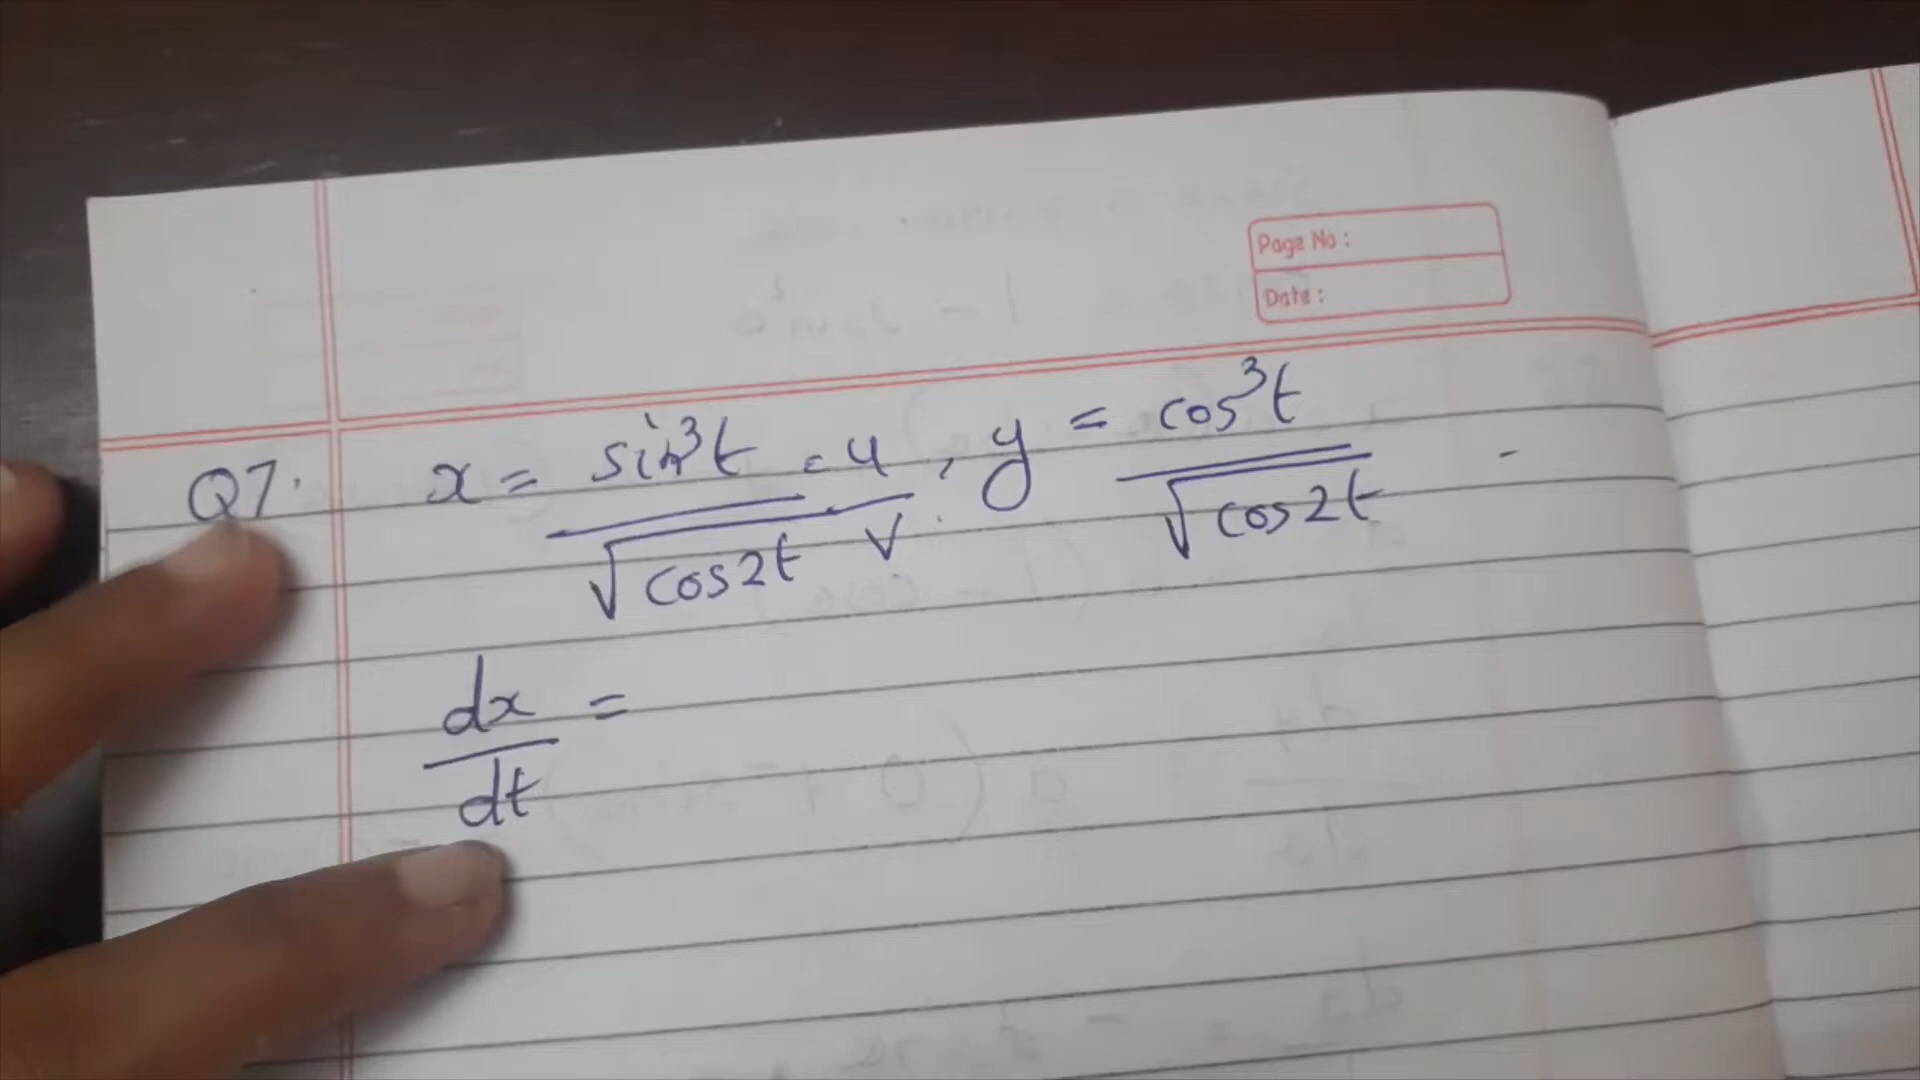 Page No :
Date :
Q7. x = sin³t / √cos2t - u / v , y = cos³t / √cos2t
dx/dt =